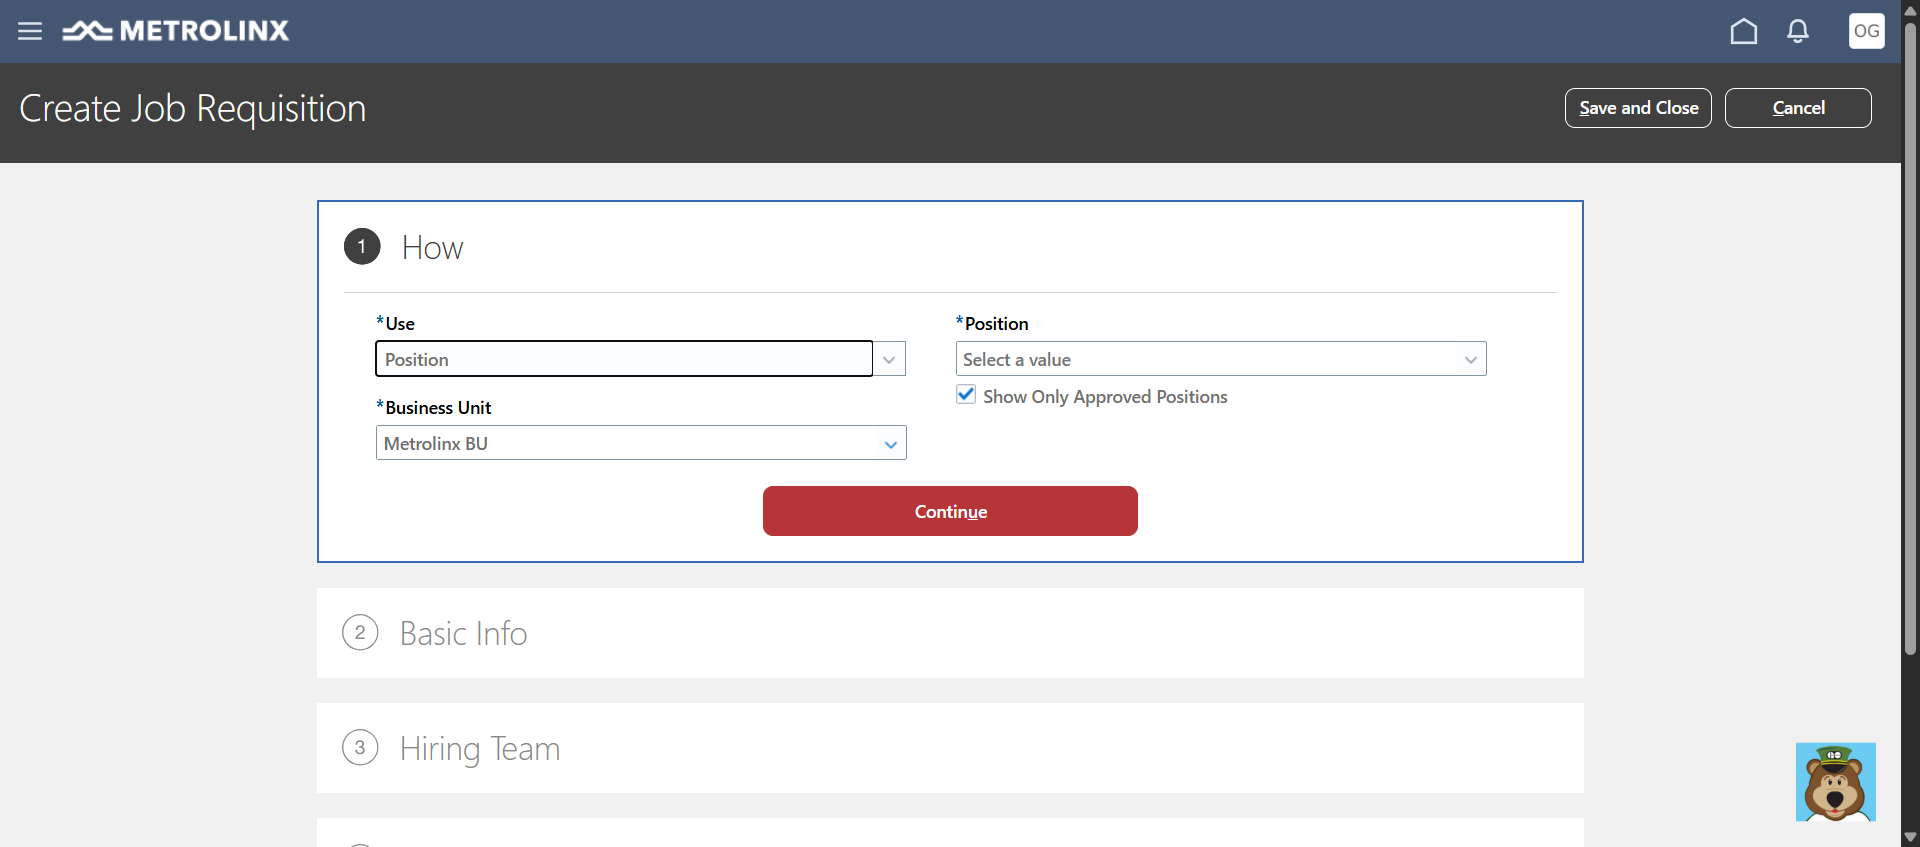 METROLINX
OG
Create Job Requisition
Save and Close
Cancel
1 How
*Use
Position
*Position
Select a value
Show Only Approved Positions
*Business Unit
Metrolinx BU
Continue
2 Basic Info
3 Hiring Team
GO